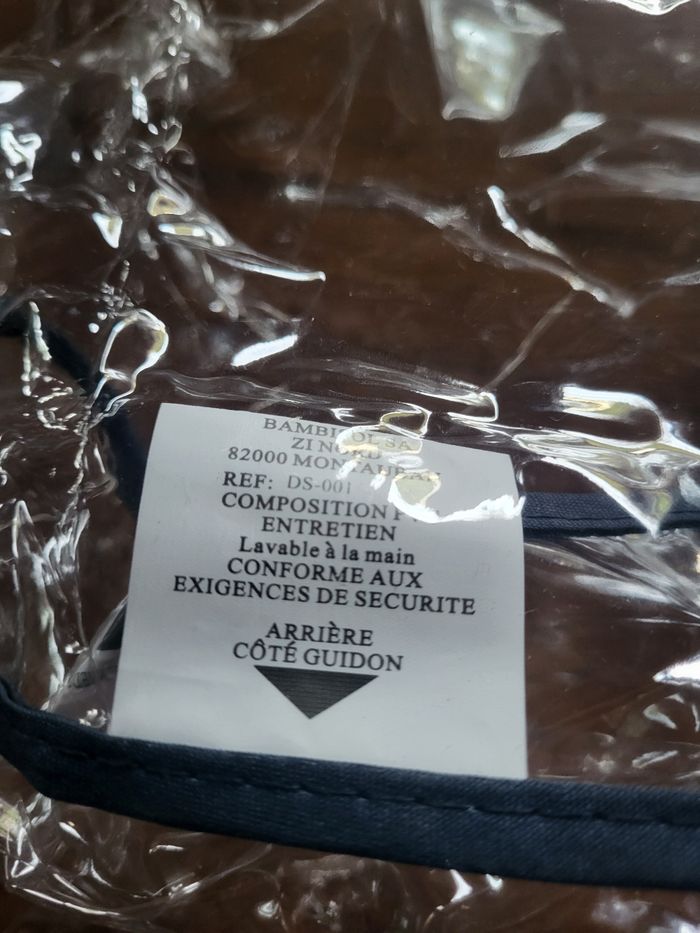 SA
ZI NORD
82000
REF: DS-001
COMPOSITION
ENTRETIEN
Lavable à la main
CONFORME AUX
EXIGENCES DE SECURITE
ARRIÈRE
CÔTÉ GUIDON